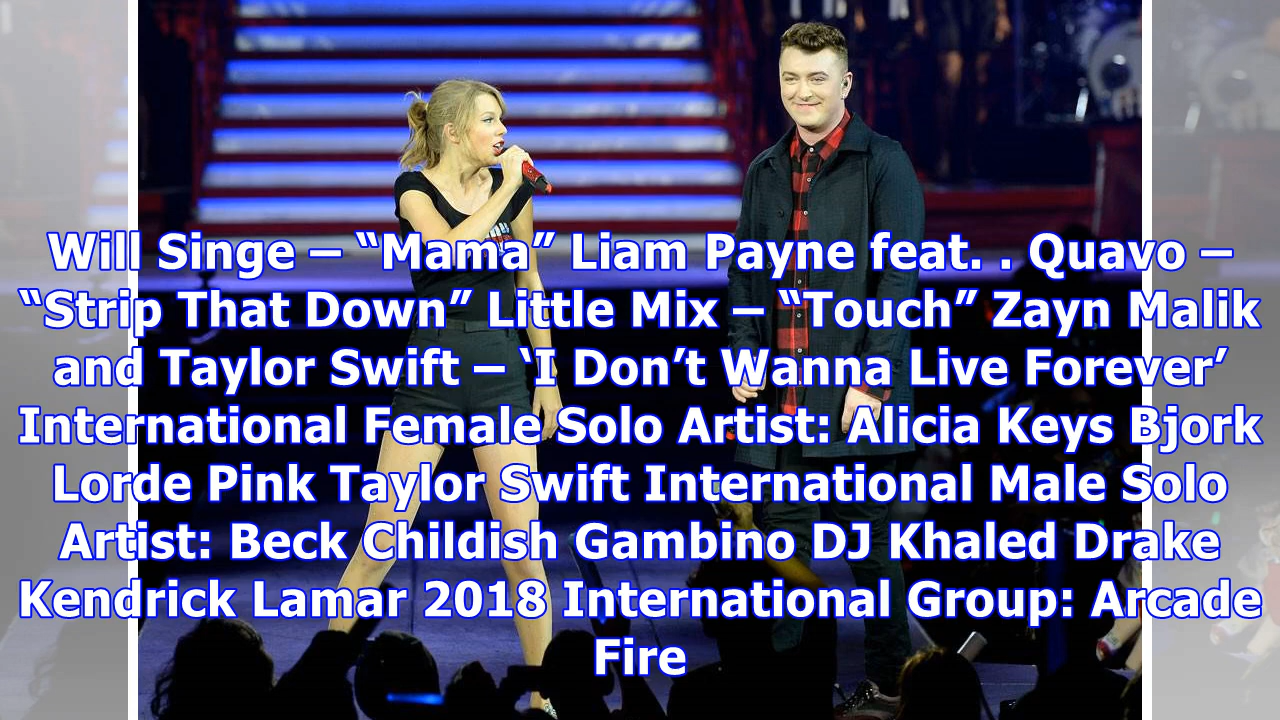 Will Singe – “Mama” Liam Payne feat. . Quavo –
“Strip That Down” Little Mix – “Touch” Zayn Malik
and Taylor Swift – ‘I Don’t Wanna Live Forever’
International Female Solo Artist: Alicia Keys Bjork
Lorde Pink Taylor Swift International Male Solo
Artist: Beck Childish Gambino DJ Khaled Drake
Kendrick Lamar 2018 International Group: Arcade
Fire